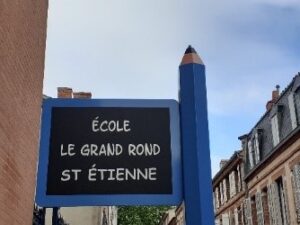 ÉCOLE
LE GRAND ROND
ST ÉTIENNE